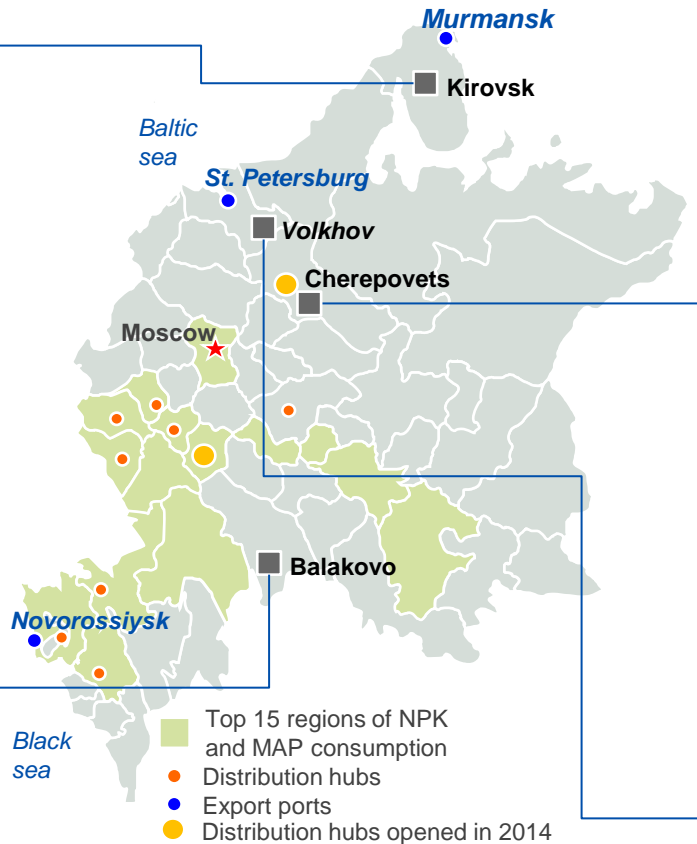 Murmansk
Kirovsk
Baltic
sea
St. Petersburg
Volkhov
Cherepovets
Moscow
Balakovo
Novorossiysk
Black
sea
Top 15 regions of NPK
and MAP consumption
Distribution hubs
Export ports
Distribution hubs opened in 2014